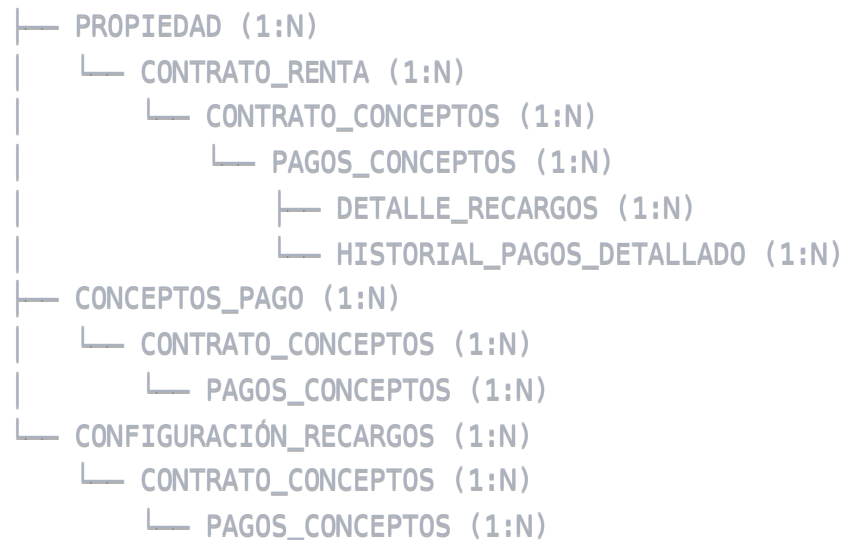 ├── PROPIEDAD (1:N)
│   └── CONTRATO_RENTA (1:N)
│       └── CONTRATO_CONCEPTOS (1:N)
│           └── PAGOS_CONCEPTOS (1:N)
│               ├── DETALLE_RECARGOS (1:N)
│               └── HISTORIAL_PAGOS_DETALLADO (1:N)
├── CONCEPTOS_PAGO (1:N)
│   └── CONTRATO_CONCEPTOS (1:N)
│       └── PAGOS_CONCEPTOS (1:N)
└── CONFIGURACIÓN_RECARGOS (1:N)
    └── CONTRATO_CONCEPTOS (1:N)
        └── PAGOS_CONCEPTOS (1:N)